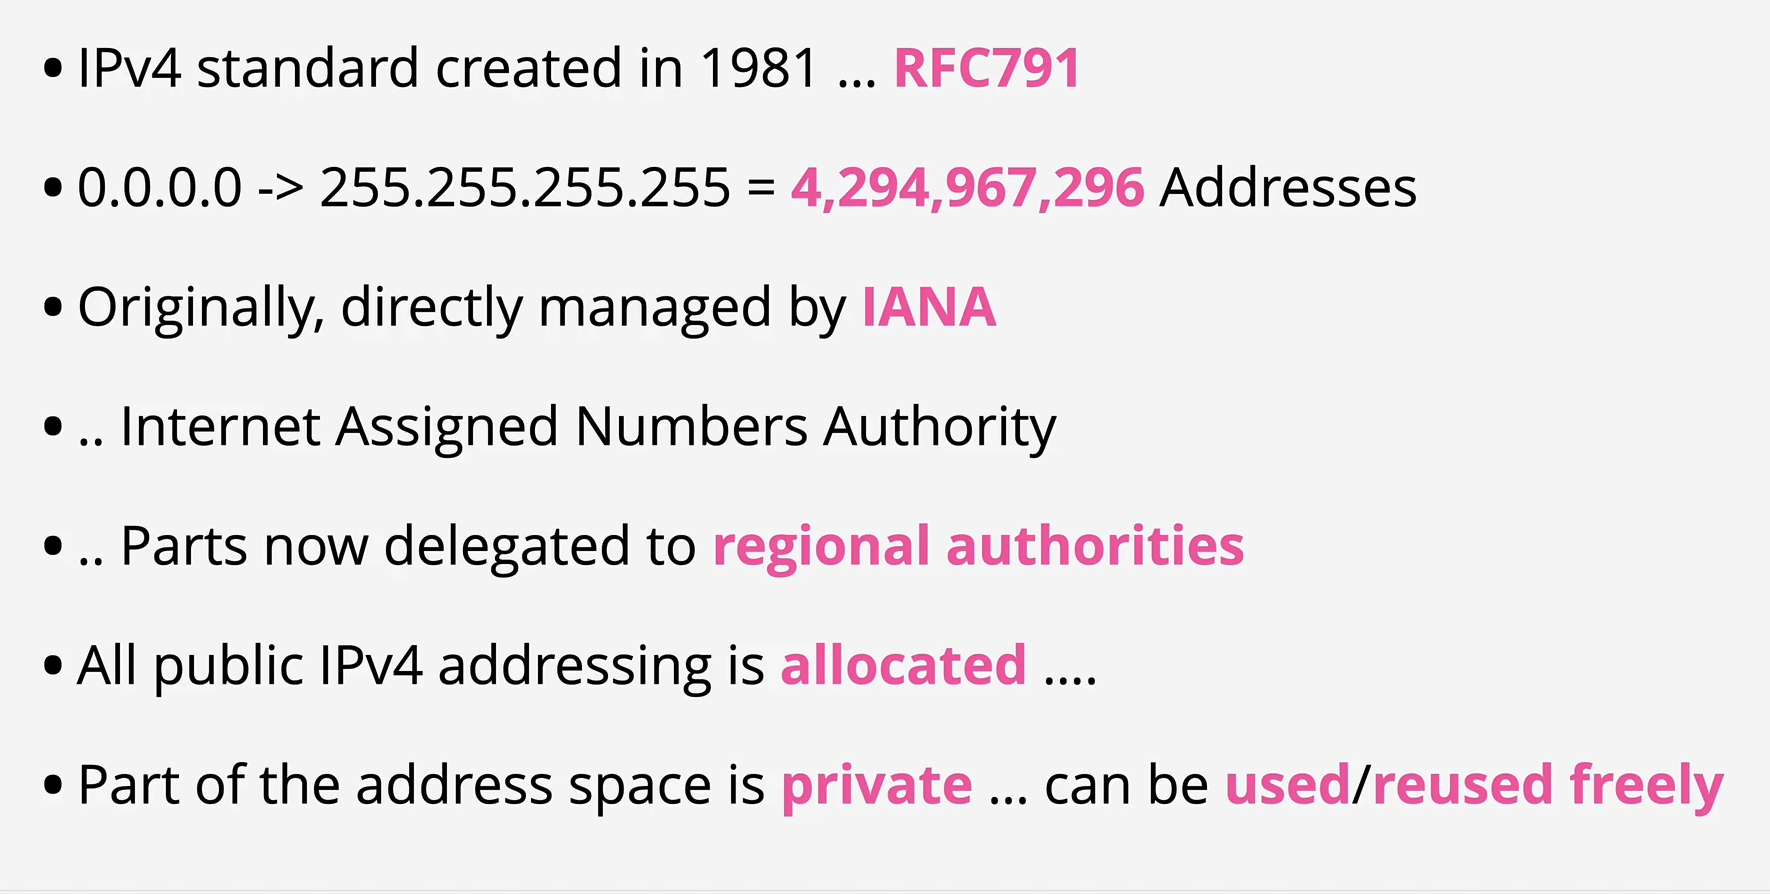 • IPv4 standard created in 1981 ... RFC791
• 0.0.0.0 -> 255.255.255.255 = 4,294,967,296 Addresses
• Originally, directly managed by IANA
• .. Internet Assigned Numbers Authority
• .. Parts now delegated to regional authorities
• All public IPv4 addressing is allocated ....
• Part of the address space is private ... can be used/reused freely